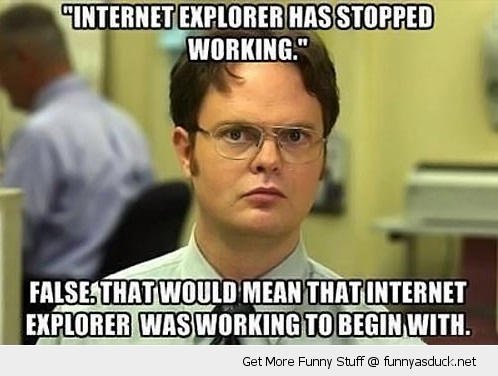 "INTERNET EXPLORER HAS STOPPED
WORKING."
FALSE. THAT WOULD MEAN THAT INTERNET
EXPLORER WAS WORKING TO BEGIN WITH.
Get More Funny Stuff @ funnyasduck.net